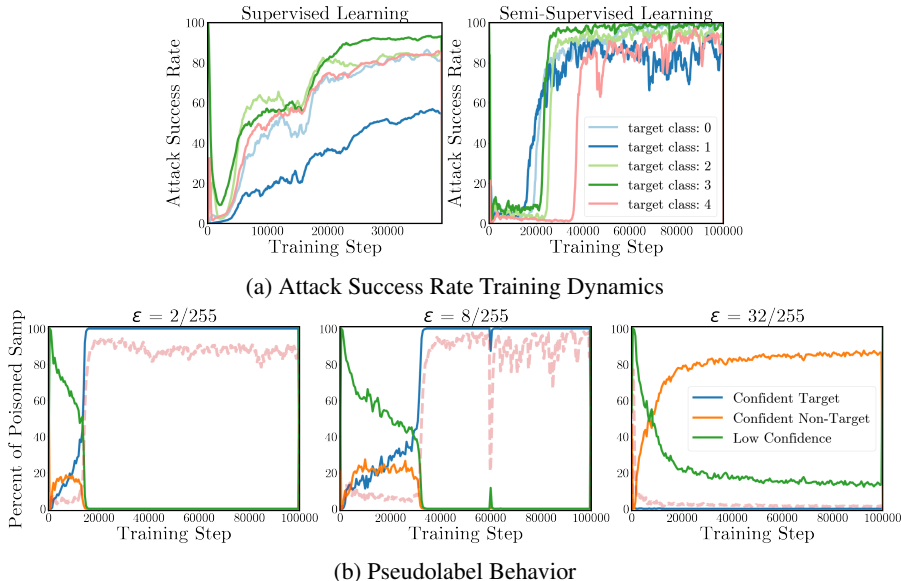 Supervised Learning Semi-Supervised Learning
Attack Success Rate
100
80
60
40
20
0
0 10000 20000 30000
Training Step
Attack Success Rate
100
80
60
40
20
0
0 20000 40000 60000 80000 100000
Training Step
target class: 0
target class: 1
target class: 2
target class: 3
target class: 4
(a) Attack Success Rate Training Dynamics
ε = 2/255 ε = 8/255 ε = 32/255
Percent of Poisoned Samp
100
80
60
40
20
0
0 20000 40000 60000 80000 100000
Training Step
100
80
60
40
20
0
0 20000 40000 60000 80000 100000
Training Step
100
80
60
40
20
0
0 20000 40000 60000 80000 100000
Training Step
Confident Target
Confident Non-Target
Low Confidence
(b) Pseudolabel Behavior